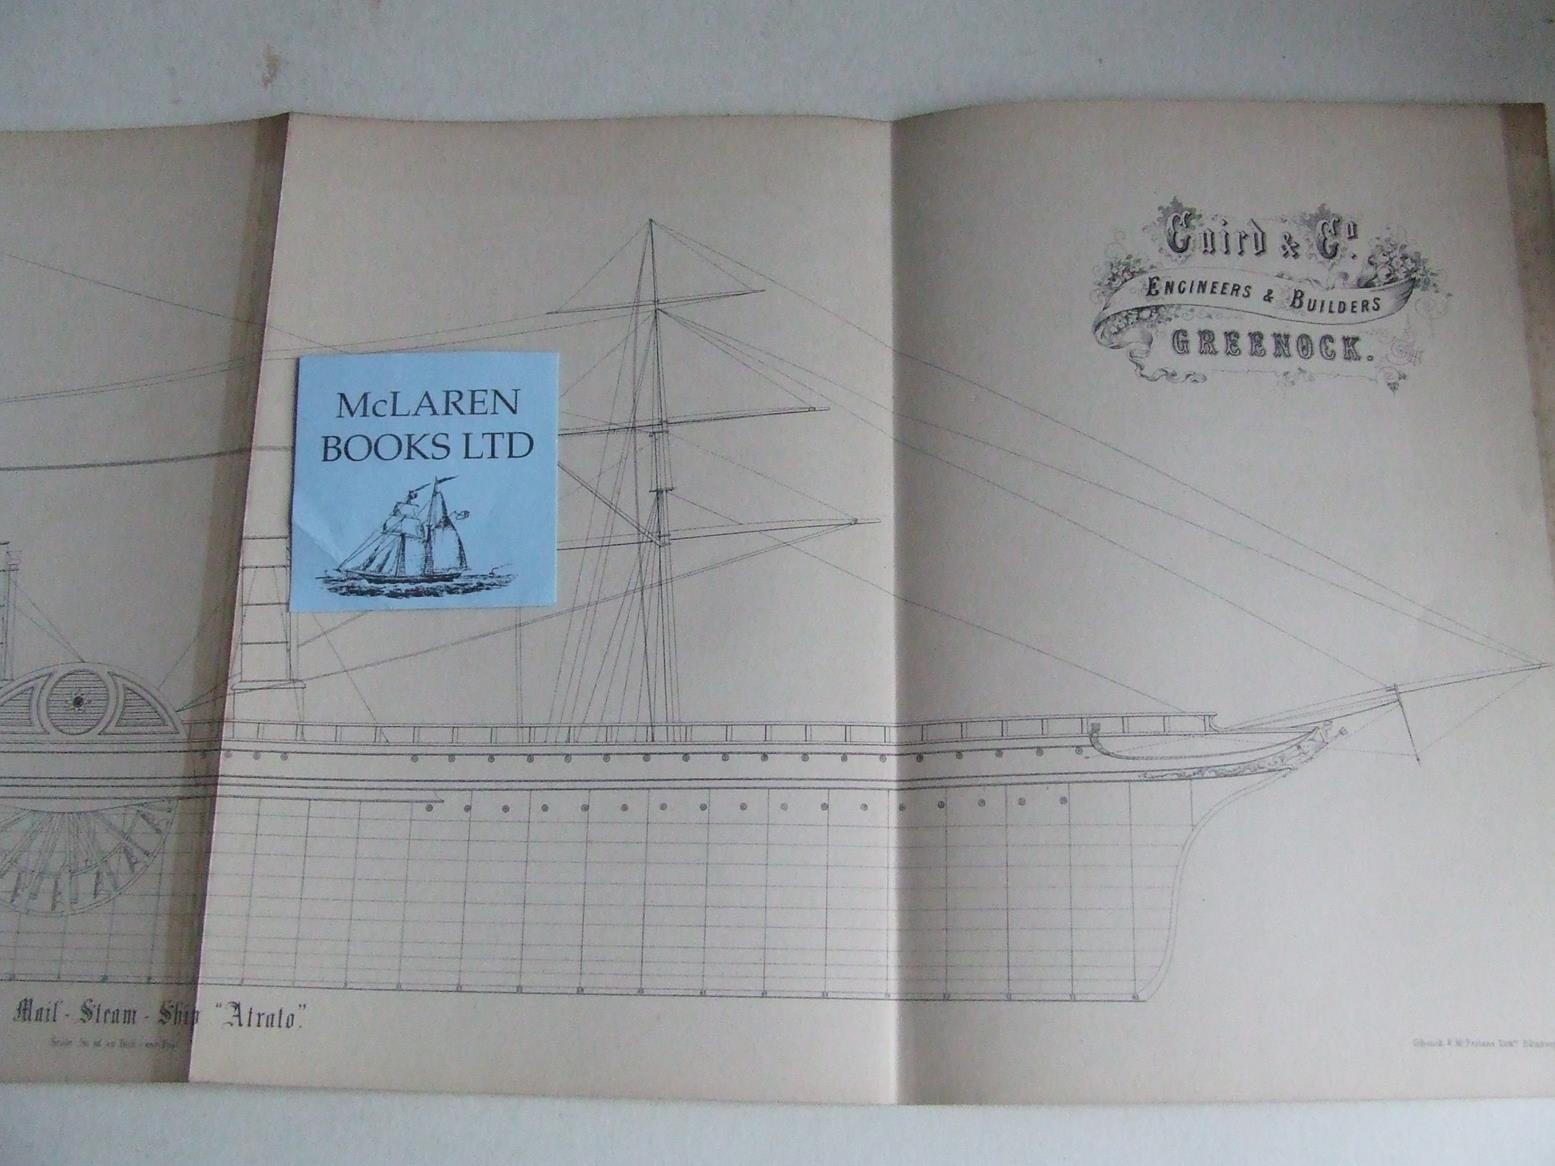 Caird & Co.
ENGINEERS & BUILDERS
GREENOCK.
McLAREN
BOOKS LTD
Mail - Steam - Ship "Atrato."